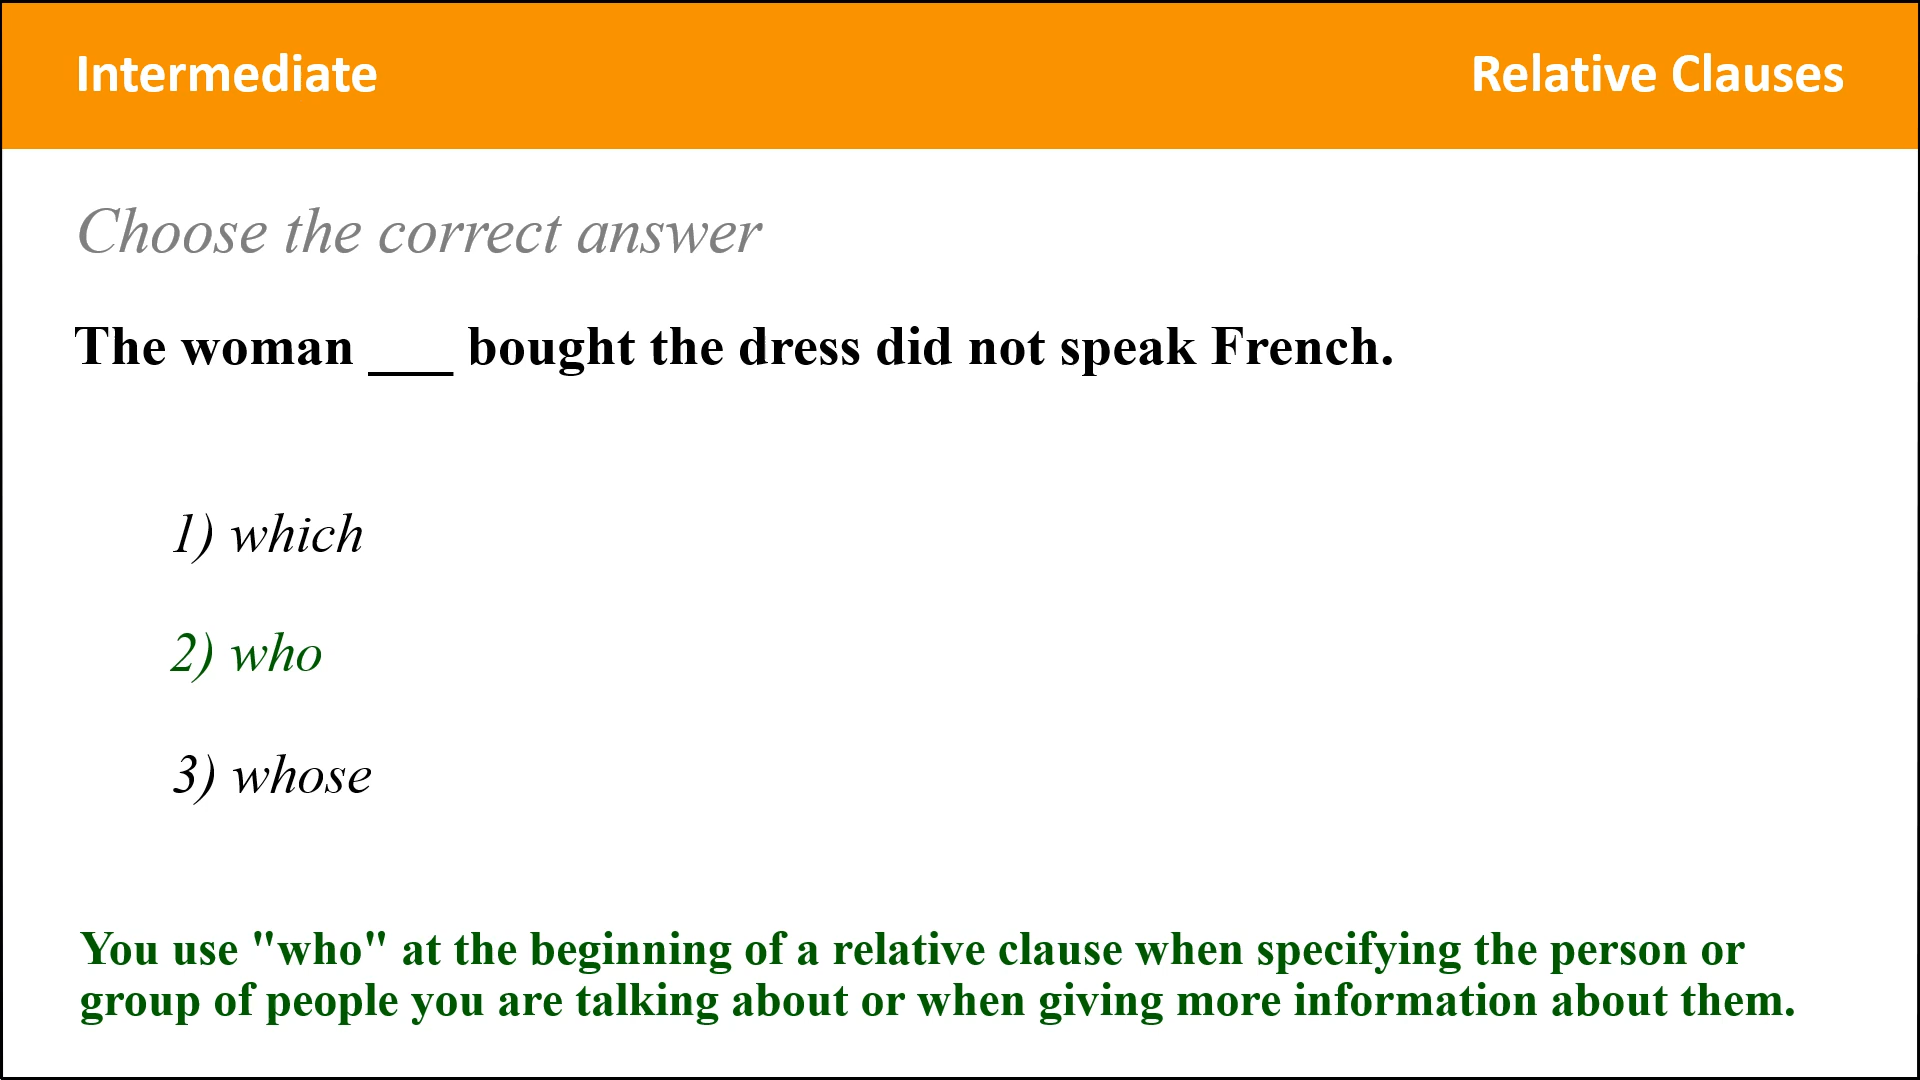 Intermediate
Relative Clauses
Choose the correct answer
The woman ___ bought the dress did not speak French.
1) which
2) who
3) whose
You use "who" at the beginning of a relative clause when specifying the person or
group of people you are talking about or when giving more information about them.